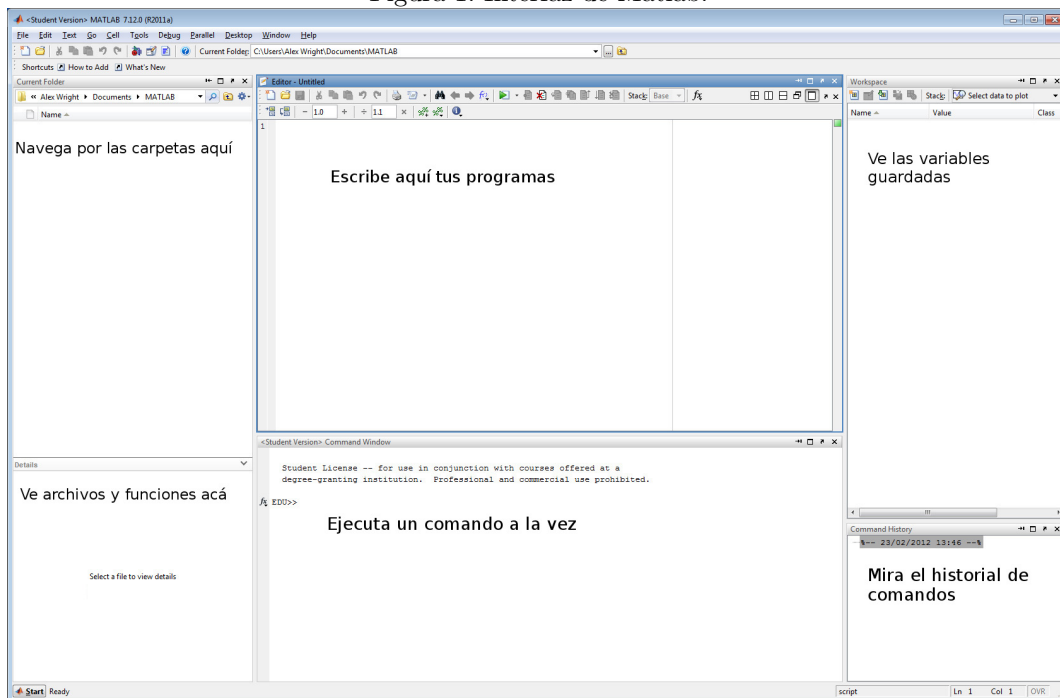 <Student Version> MATLAB 7.12.0 (R2011a)
File Edit Text Go Cell Tools Debug Parallel Desktop Window Help
Current Folder: C:\Users\Alex Wright\Documents\MATLAB
Shortcuts How to Add What's New
Current Folder
« Alex Wright Documents MATLAB
Name
Navega por las carpetas aquí
Details
Ve archivos y funciones acá
Select a file to view details
Editor - Untitled
Stack: Base fx
1.0 1.1
1
Escribe aquí tus programas
<Student Version> Command Window
Student License -- for use in conjunction with courses offered at a
degree-granting institution. Professional and commercial use prohibited.
fx EDU>>
Ejecuta un comando a la vez
Workspace
Stack: Select data to plot
Name Value Class
Ve las variables
guardadas
Command History
%-- 23/02/2012 13:46 --%
Mira el historial de
comandos
Start Ready
script Ln 1 Col 1 OVR